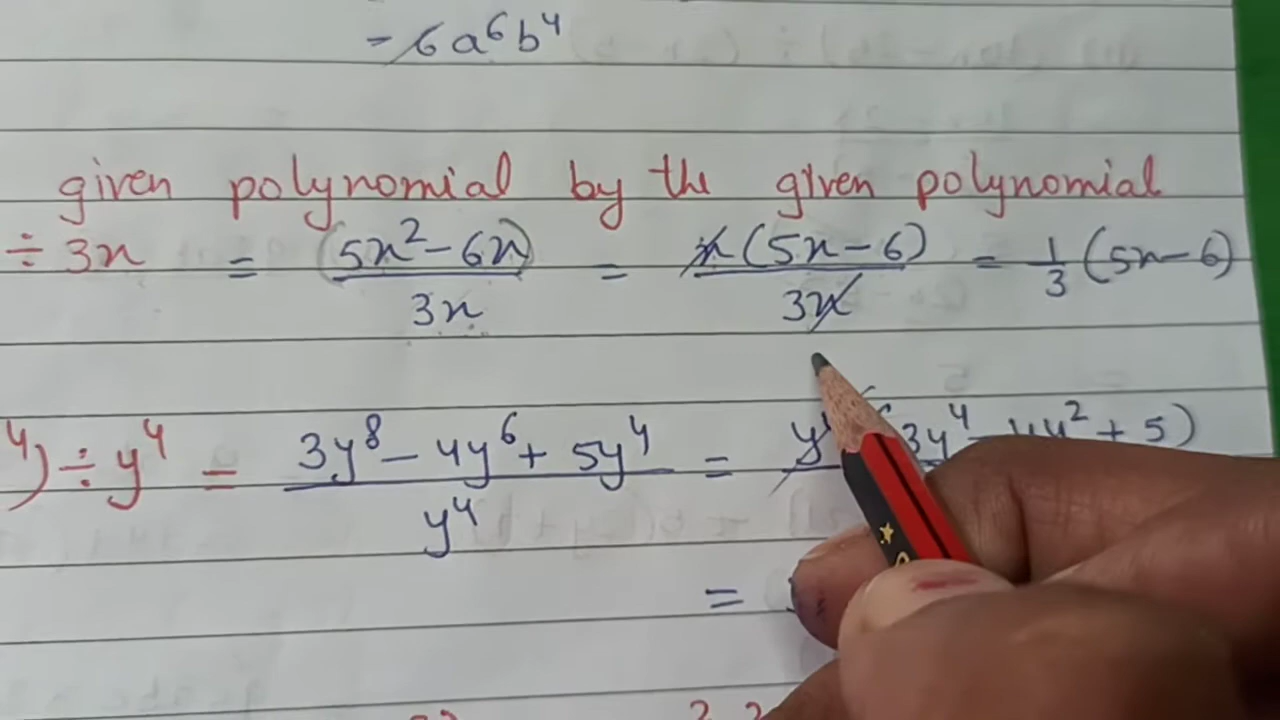 - 6a⁶b⁴
given polynomial by the given polynomial
÷ 3x = (5x² - 6x) / 3x = x(5x - 6) / 3x = 1/3 (5x - 6)
⁴) ÷ y⁴ = 3y⁸ - 4y⁶ + 5y⁴ / y⁴ = y⁴ (3y⁴ - 4y² + 5)
=